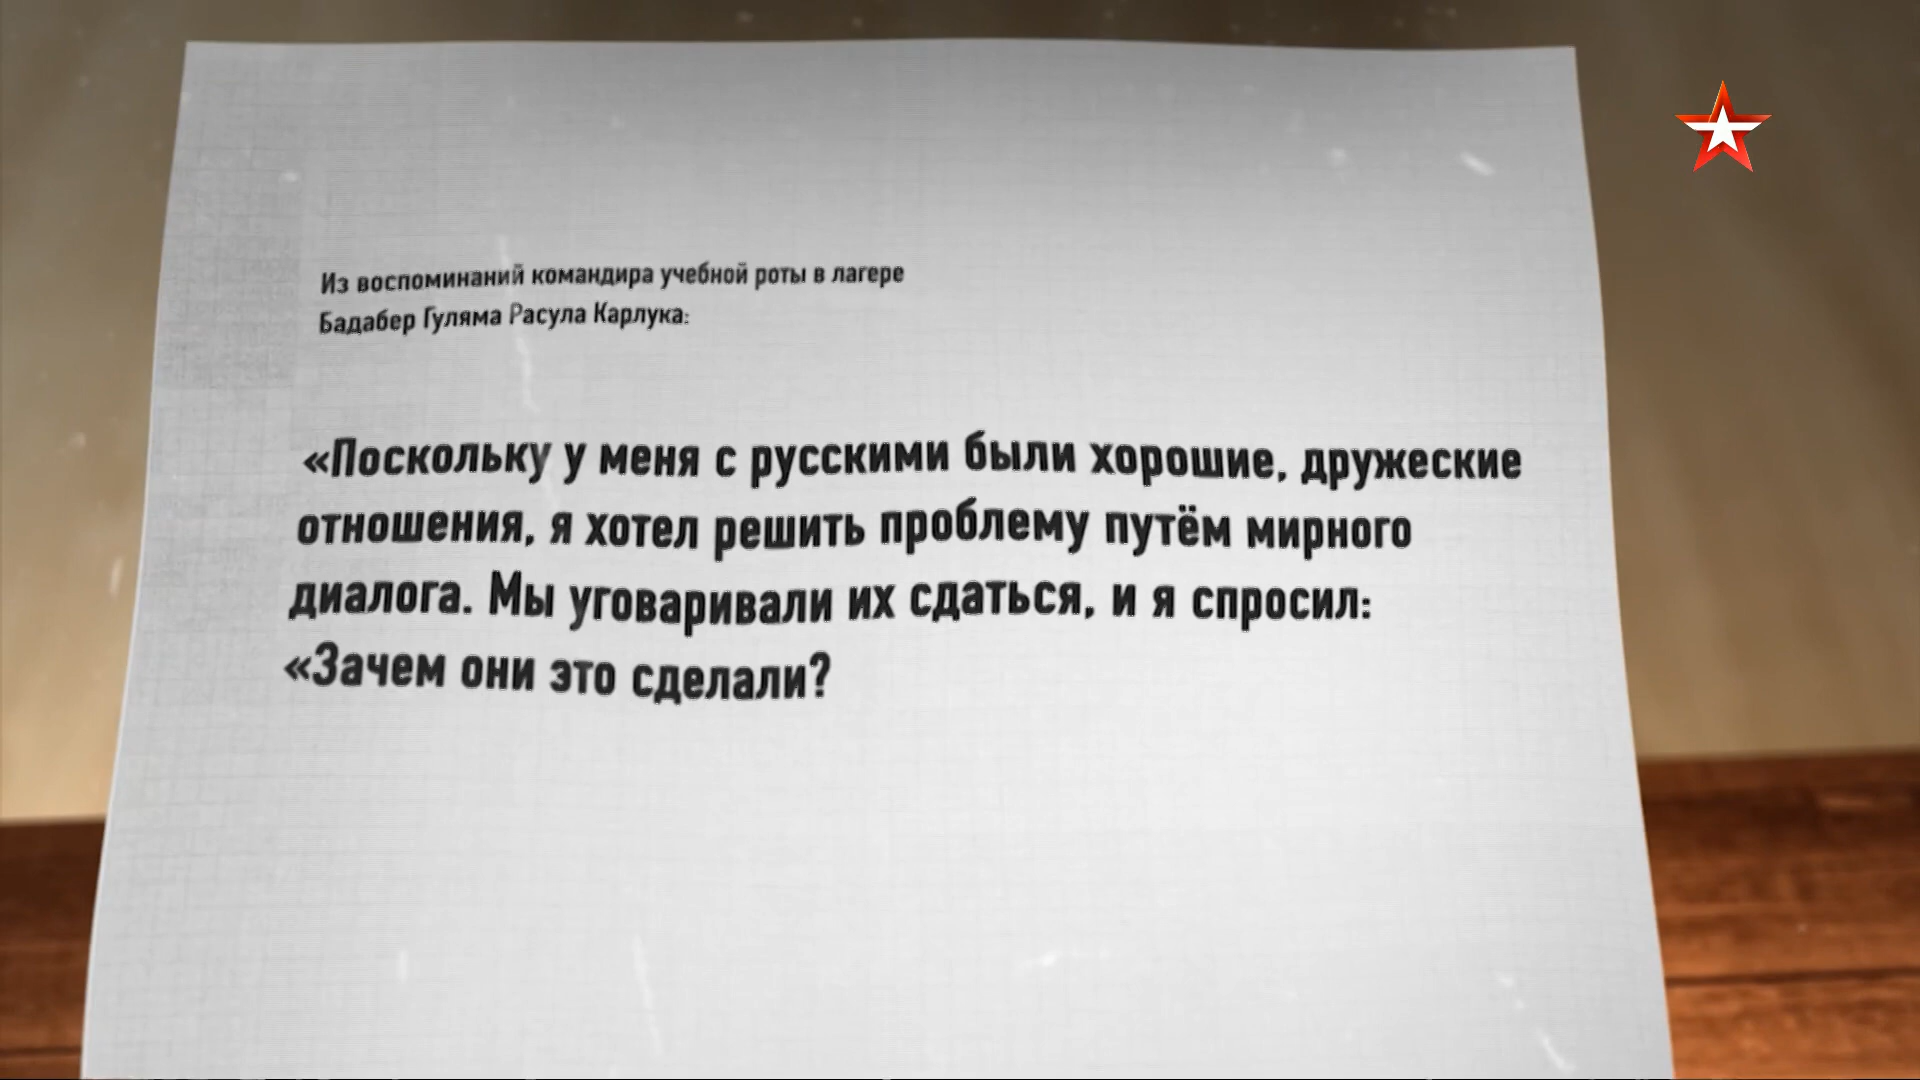 Из воспоминаний командира учебной роты в лагере
Бадабер Гуляма Расула Карлука:
«Поскольку у меня с русскими были хорошие, дружеские
отношения, я хотел решить проблему путём мирного
диалога. Мы уговаривали их сдаться, и я спросил:
«Зачем они это сделали?